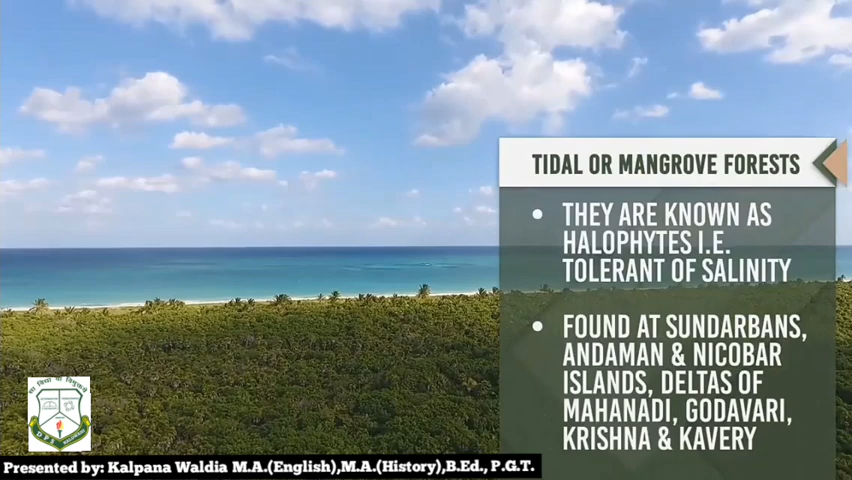 TIDAL OR MANGROVE FORESTS
• THEY ARE KNOWN AS
HALOPHYTES I.E.
TOLERANT OF SALINITY
• FOUND AT SUNDARBANS,
ANDAMAN & NICOBAR
ISLANDS, DELTAS OF
MAHANADI, GODAVARI,
KRISHNA & KAVERY
सा विद्या या विमुक्तये
D.P.S
Presented by: Kalpana Waldia M.A.(English),M.A.(History),B.Ed., P.G.T.